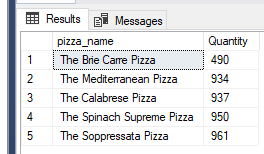 Results Messages
pizza_name Quantity
1 The Brie Carre Pizza 490
2 The Mediterranean Pizza 934
3 The Calabrese Pizza 937
4 The Spinach Supreme Pizza 950
5 The Soppressata Pizza 961